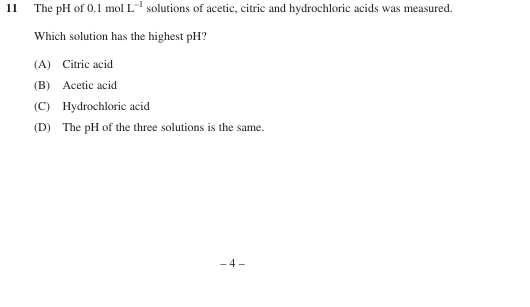 11 The pH of 0.1 mol L⁻¹ solutions of acetic, citric and hydrochloric acids was measured.
Which solution has the highest pH?
(A) Citric acid
(B) Acetic acid
(C) Hydrochloric acid
(D) The pH of the three solutions is the same.
– 4 –